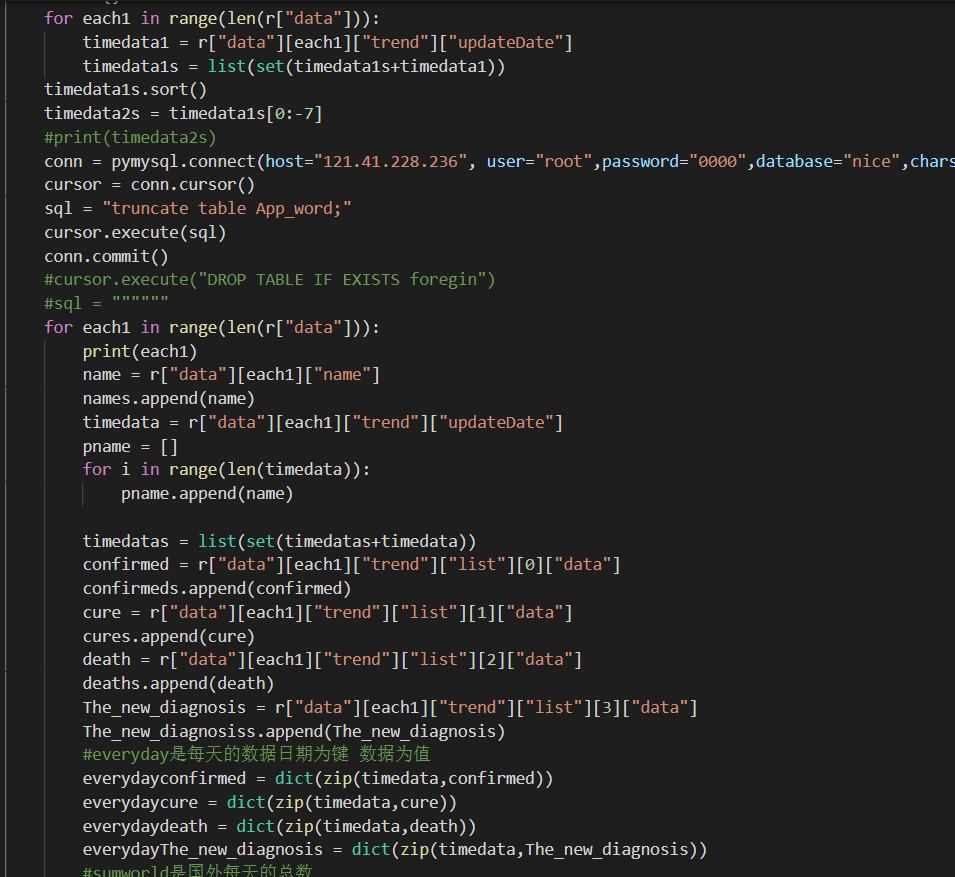 for each1 in range(len(r["data"])):
timedata1 = r["data"][each1]["trend"]["updateDate"]
timedata1s = list(set(timedata1s+timedata1))
timedata1s.sort()
timedata2s = timedata1s[0:-7]
#print(timedata2s)
conn = pymysql.connect(host="121.41.228.236", user="root",password="0000",database="nice",chars
cursor = conn.cursor()
sql = "truncate table App_word;"
cursor.execute(sql)
conn.commit()
#cursor.execute("DROP TABLE IF EXISTS foregin")
#sql = """"""
for each1 in range(len(r["data"])):
print(each1)
name = r["data"][each1]["name"]
names.append(name)
timedata = r["data"][each1]["trend"]["updateDate"]
pname = []
for i in range(len(timedata)):
pname.append(name)
timedatas = list(set(timedatas+timedata))
confirmed = r["data"][each1]["trend"]["list"][0]["data"]
confirmeds.append(confirmed)
cure = r["data"][each1]["trend"]["list"][1]["data"]
cures.append(cure)
death = r["data"][each1]["trend"]["list"][2]["data"]
deaths.append(death)
The_new_diagnosis = r["data"][each1]["trend"]["list"][3]["data"]
The_new_diagnosiss.append(The_new_diagnosis)
#everyday是每天的数据日期为键 数据为值
everydayconfirmed = dict(zip(timedata,confirmed))
everydaycure = dict(zip(timedata,cure))
everydaydeath = dict(zip(timedata,death))
everydayThe_new_diagnosis = dict(zip(timedata,The_new_diagnosis))
#sumworld是国外每天的总数